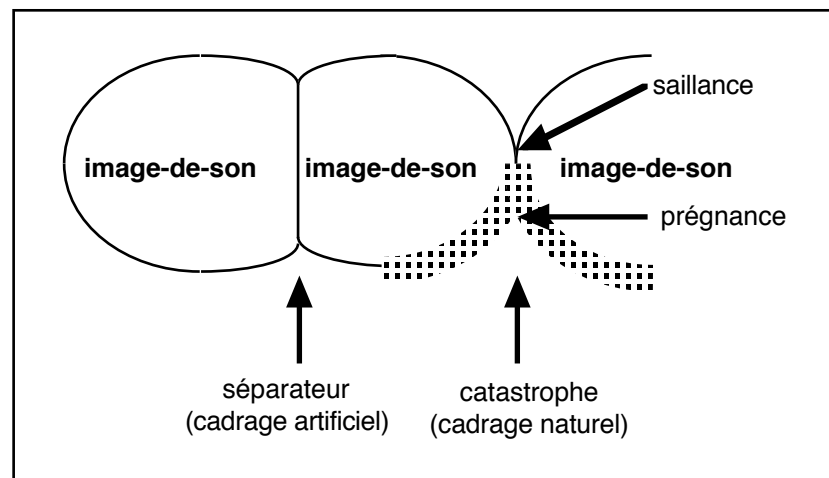 saillance
image-de-son image-de-son image-de-son
prégnance
séparateur
(cadrage artificiel)
catastrophe
(cadrage naturel)